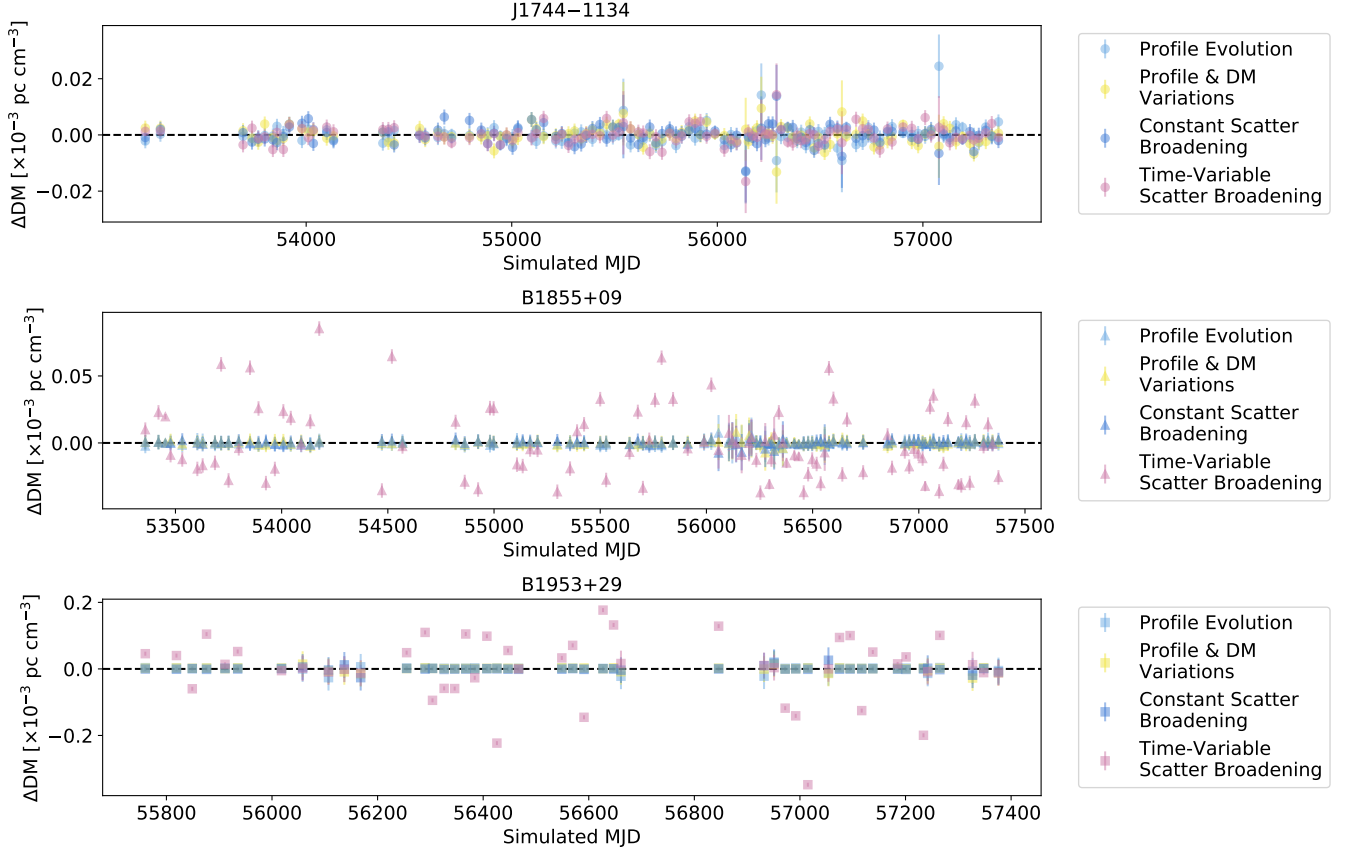 J1744−1134
ΔDM [×10⁻³ pc cm⁻³]
0.02
0.00
−0.02
54000 55000 56000 57000
Simulated MJD
Profile Evolution
Profile & DM
Variations
Constant Scatter
Broadening
Time-Variable
Scatter Broadening
B1855+09
ΔDM [×10⁻³ pc cm⁻³]
0.05
0.00
53500 54000 54500 55000 55500 56000 56500 57000 57500
Simulated MJD
Profile Evolution
Profile & DM
Variations
Constant Scatter
Broadening
Time-Variable
Scatter Broadening
B1953+29
ΔDM [×10⁻³ pc cm⁻³]
0.2
0.0
−0.2
55800 56000 56200 56400 56600 56800 57000 57200 57400
Simulated MJD
Profile Evolution
Profile & DM
Variations
Constant Scatter
Broadening
Time-Variable
Scatter Broadening